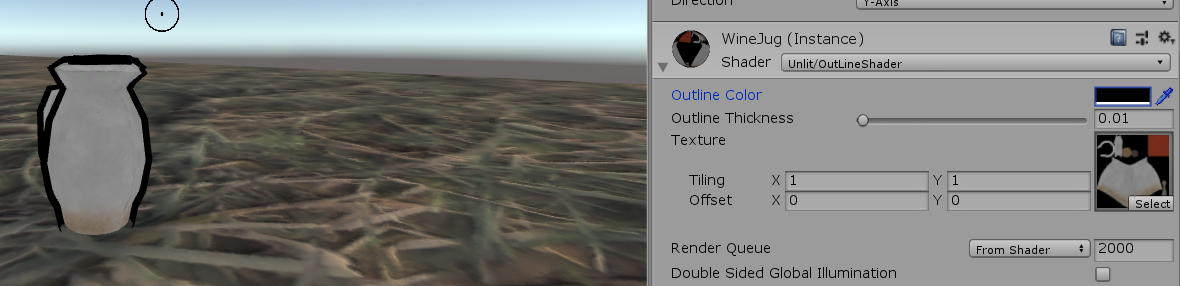 Direction Y-Axis
WineJug (Instance)
Shader Unlit/OutLineShader
Outline Color
Outline Thickness 0.01
Texture
Tiling X 1 Y 1
Offset X 0 Y 0
Select
Render Queue From Shader 2000
Double Sided Global Illumination